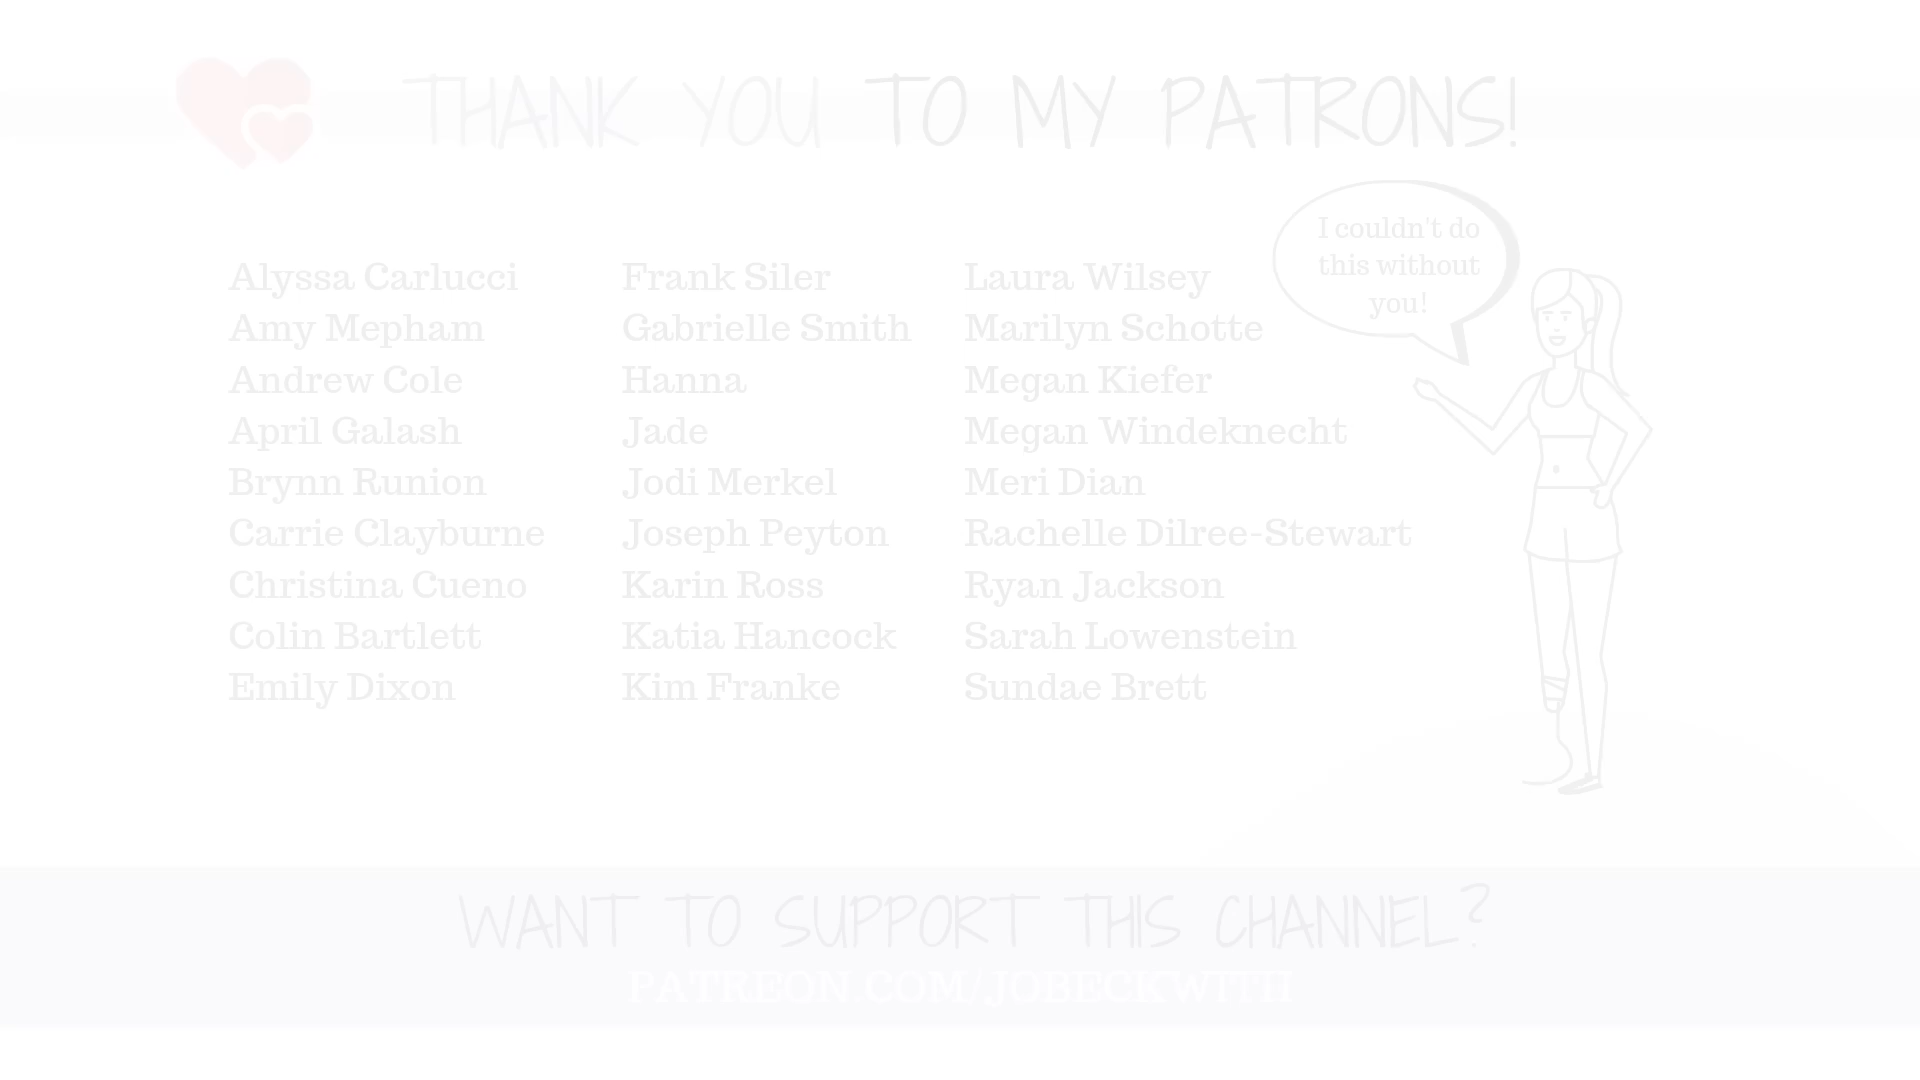 THANK YOU TO MY PATRONS!
I couldn't do
this without
you!
Alyssa Carlucci
Amy Mepham
Andrew Cole
April Galash
Brynn Runion
Carrie Clayburne
Christina Cueno
Colin Bartlett
Emily Dixon
Frank Siler
Gabrielle Smith
Hanna
Jade
Jodi Merkel
Joseph Peyton
Karin Ross
Katia Hancock
Kim Franke
Laura Wilsey
Marilyn Schotte
Megan Kiefer
Megan Windeknecht
Meri Dian
Rachelle Dilree-Stewart
Ryan Jackson
Sarah Lowenstein
Sundae Brett
WANT TO SUPPORT THIS CHANNEL?
PATREON.COM/JOBECKWITH